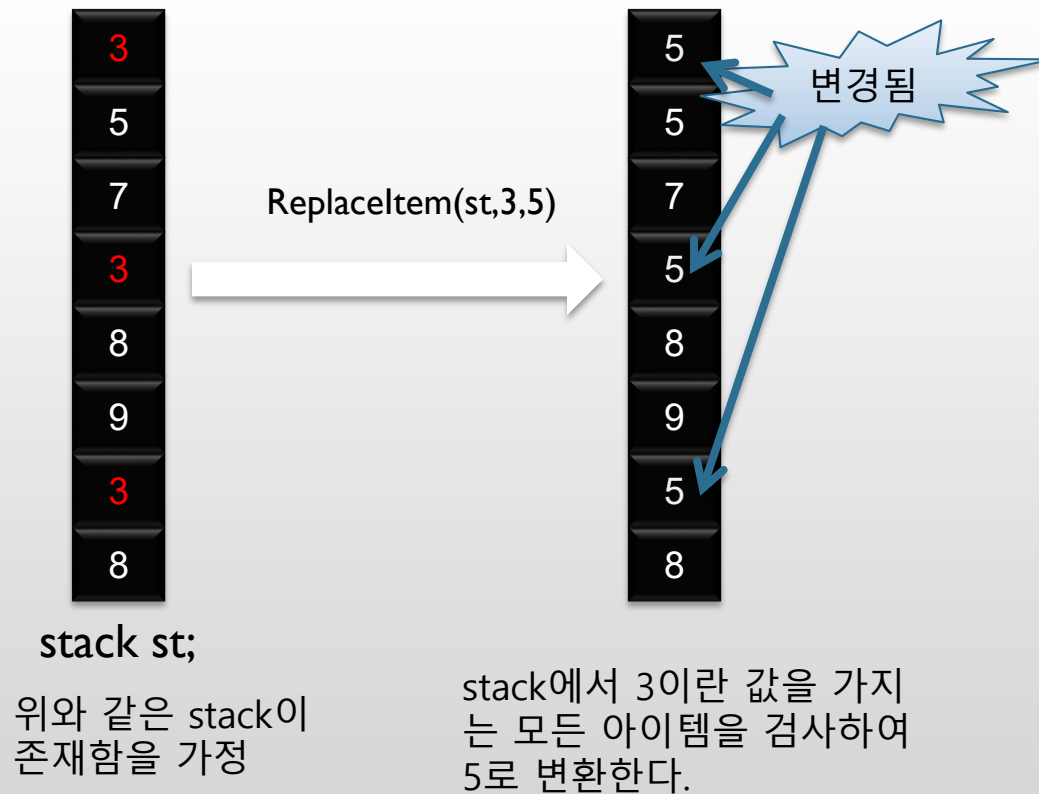 3
5
7
3
8
9
3
8
stack st;
위와 같은 stack이
존재함을 가정
ReplaceItem(st,3,5)
5
5
7
5
8
9
5
8
변경됨
stack에서 3이란 값을 가지
는 모든 아이템을 검사하여
5로 변환한다.